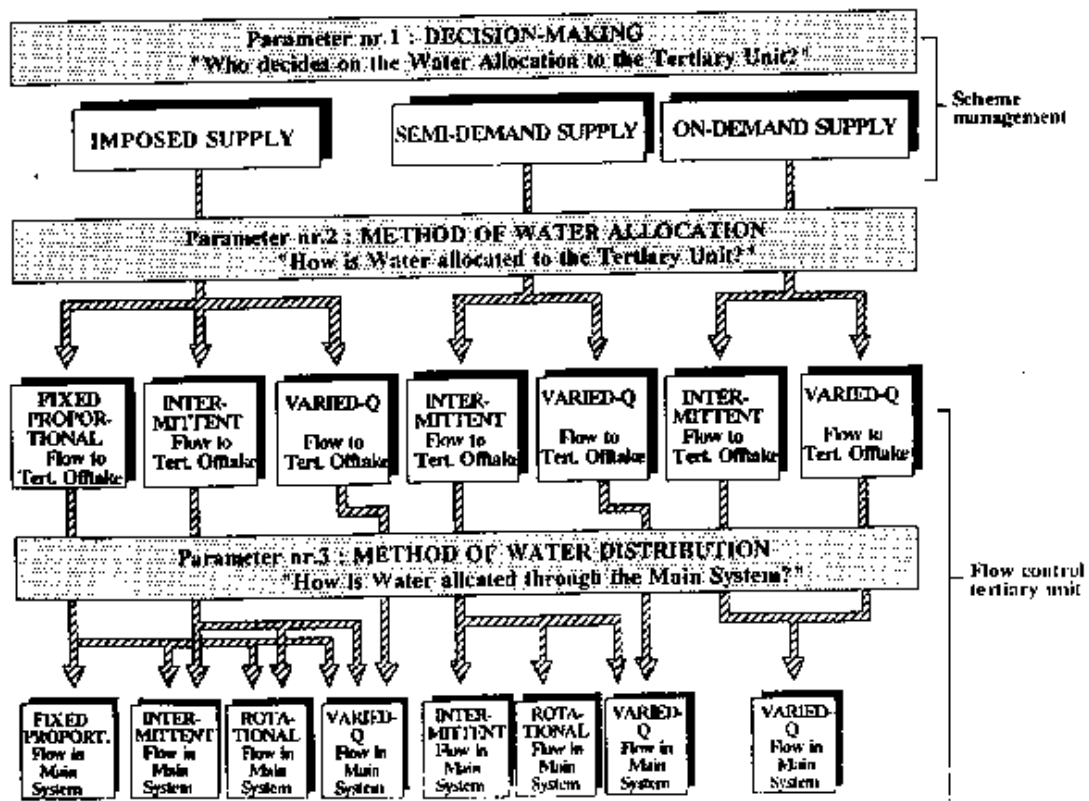 Parameter nr.1 : DECISION-MAKING
"Who decides on the Water Allocation to the Tertiary Unit?"
Scheme
management
IMPOSED SUPPLY
SEMI-DEMAND SUPPLY
ON-DEMAND SUPPLY
Parameter nr.2 : METHOD OF WATER ALLOCATION
"How is Water allocated to the Tertiary Unit?"
FIXED
PROPOR-
TIONAL
Flow to
Tert. Offtake
INTER-
MITTENT
Flow to
Tert. Offtake
VARIED-Q
Flow to
Tert. Offtake
INTER-
MITTENT
Flow to
Tert. Offtake
VARIED-Q
Flow to
Tert. Offtake
INTER-
MITTENT
Flow to
Tert. Offtake
VARIED-Q
Flow to
Tert. Offtake
Parameter nr.3 : METHOD OF WATER DISTRIBUTION
"How is Water allcated through the Main System?"
Flow control
tertiary unit
FIXED
PROPORT.
Flow in
Main
System
INTER-
MITTENT
Flow in
Main
System
ROTA-
TIONAL
Flow in
Main
System
VARIED-
Q
Flow in
Main
System
INTER-
MITTENT
Flow in
Main
System
ROTA-
TIONAL
Flow in
Main
System
VARIED-
Q
Flow in
Main
System
VARIED-
Q
Flow in
Main
System